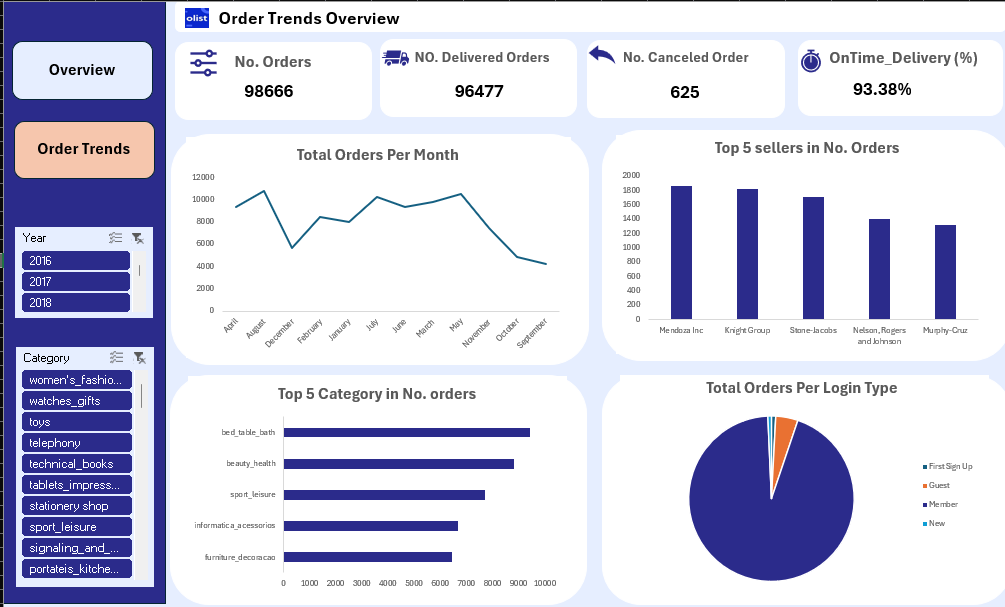 olist
Order Trends Overview
Overview
Order Trends
No. Orders
98666
NO. Delivered Orders
96477
No. Canceled Order
625
OnTime_Delivery (%)
93.38%
Year
2016
2017
2018
Category
women's_fashio...
watches_gifts
toys
telephony
technical_books
tablets_impress...
stationery shop
sport_leisure
signaling_and_...
portateis_kitche...
Total Orders Per Month
12000
10000
8000
6000
4000
2000
0
April
August
December
February
January
July
June
March
May
November
October
September
Top 5 sellers in No. Orders
2000
1800
1600
1400
1200
1000
800
600
400
200
0
Mendoza Inc
Knight Group
Stone-Jacobs
Nelson, Rogers
and Johnson
Murphy-Cruz
Top 5 Category in No. orders
bed_table_bath
beauty_health
sport_leisure
informatica_acessorios
furniture_decoracao
0 1000 2000 3000 4000 5000 6000 7000 8000 9000 10000
Total Orders Per Login Type
First Sign Up
Guest
Member
New